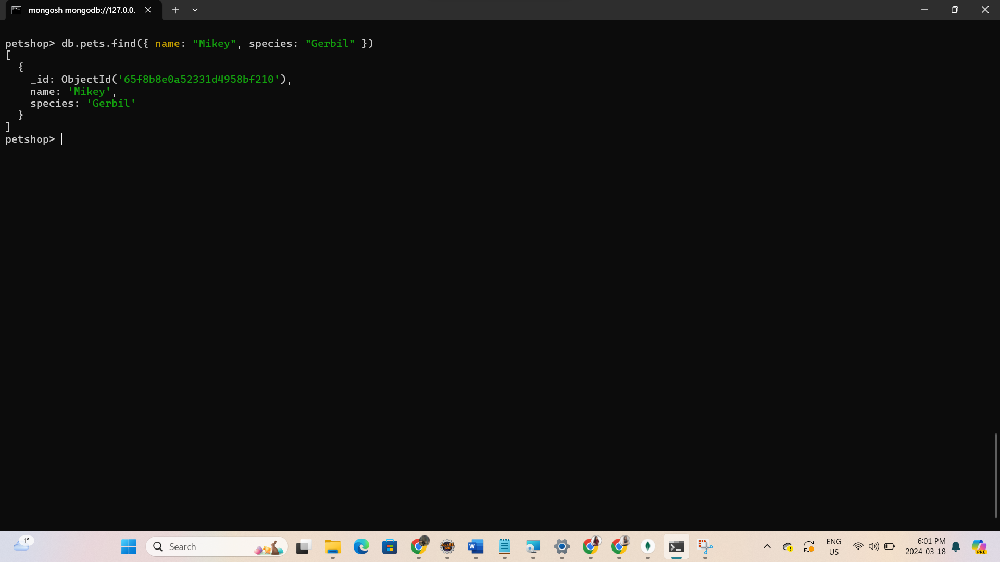 mongosh mongodb://127.0.0.
petshop> db.pets.find({ name: "Mikey", species: "Gerbil" })
[
  {
    _id: ObjectId('65f8b8e0a52331d4958bf210'),
    name: 'Mikey',
    species: 'Gerbil'
  }
]
petshop>
1°
Search
ENG
US
6:01 PM
2024-03-18
PRE